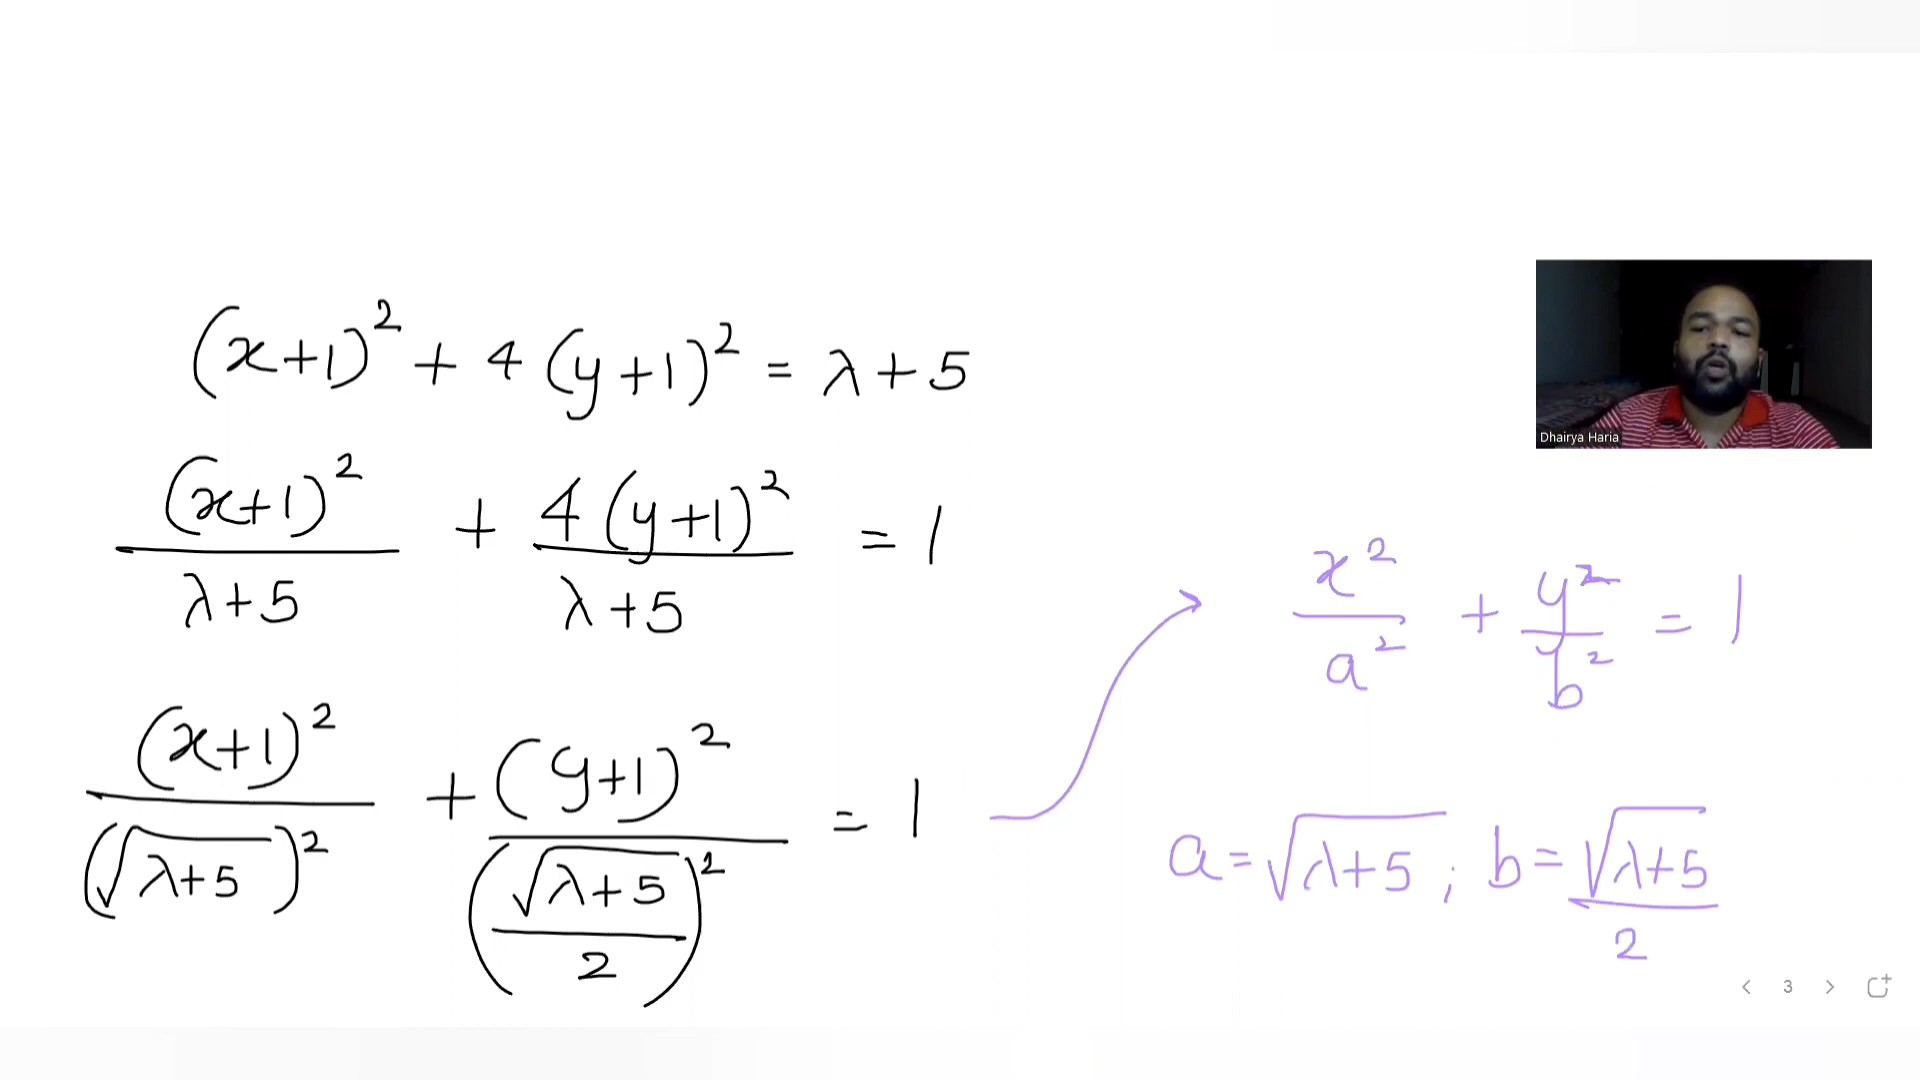 (x+1)² + 4(y+1)² = λ+5
(x+1)²/λ+5 + 4(y+1)²/λ+5 = 1
(x+1)²/(√λ+5)² + (y+1)²/(√λ+5/2)² = 1
Dhairya Haria
x²/a² + y²/b² = 1
a = √λ+5 ; b = √λ+5/2
< 3 >